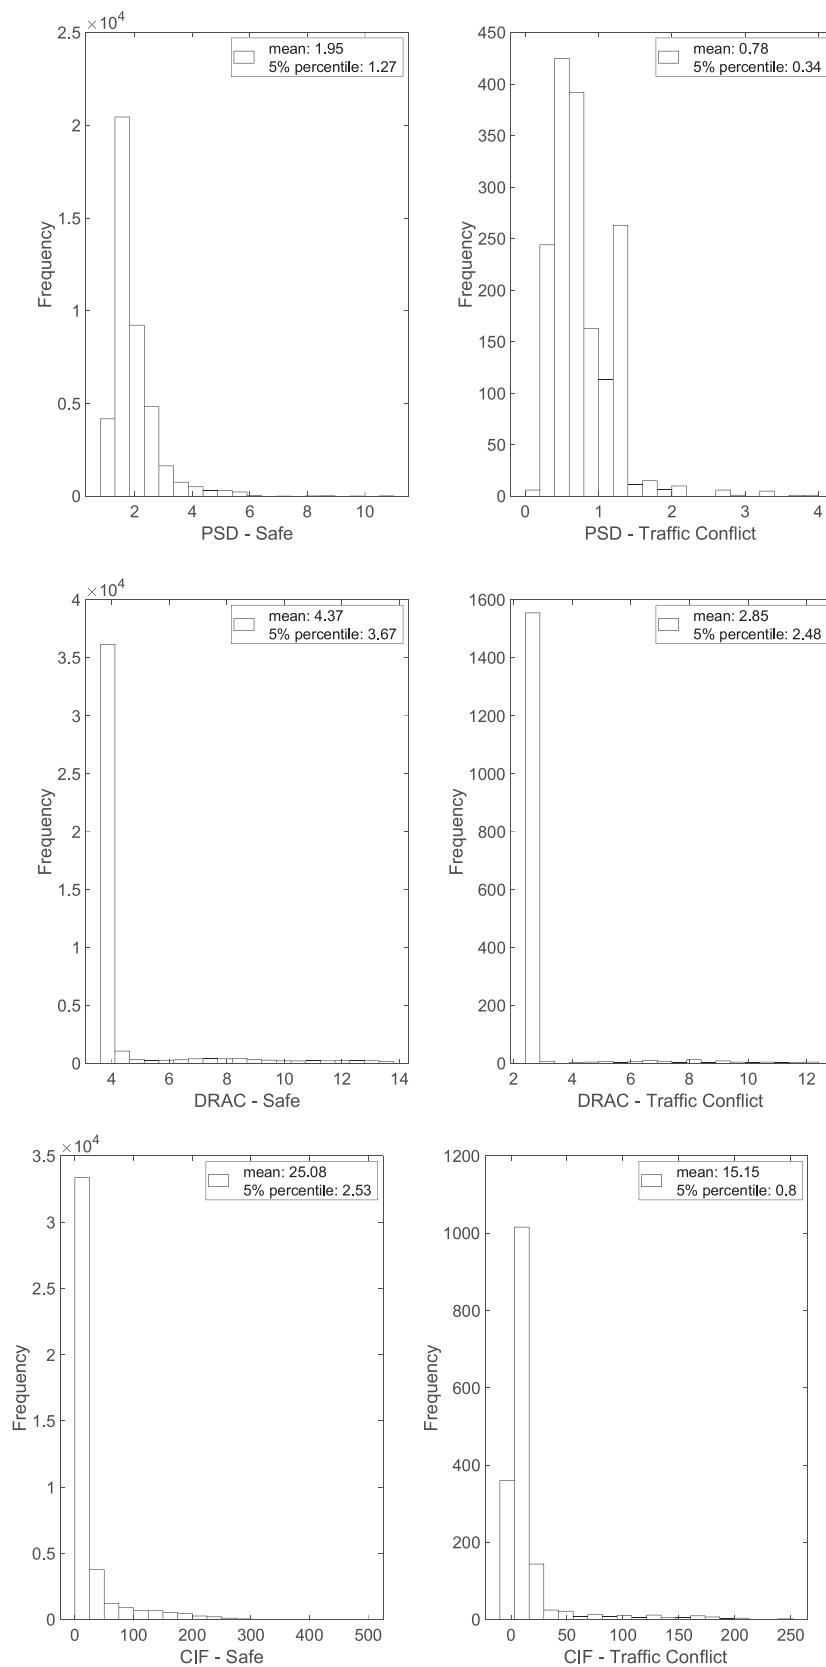 ×10⁴
2.5
2
1.5
1
0.5
0
Frequency
2 4 6 8 10
PSD - Safe
mean: 1.95
5% percentile: 1.27
450
400
350
300
250
200
150
100
50
0
Frequency
0 1 2 3 4
PSD - Traffic Conflict
mean: 0.78
5% percentile: 0.34
×10⁴
4
3.5
3
2.5
2
1.5
1
0.5
0
Frequency
4 6 8 10 12 14
DRAC - Safe
mean: 4.37
5% percentile: 3.67
1600
1400
1200
1000
800
600
400
200
0
Frequency
2 4 6 8 10 12
DRAC - Traffic Conflict
mean: 2.85
5% percentile: 2.48
×10⁴
3.5
3
2.5
2
1.5
1
0.5
0
Frequency
0 100 200 300 400 500
CIF - Safe
mean: 25.08
5% percentile: 2.53
1200
1000
800
600
400
200
0
Frequency
0 50 100 150 200 250
CIF - Traffic Conflict
mean: 15.15
5% percentile: 0.8